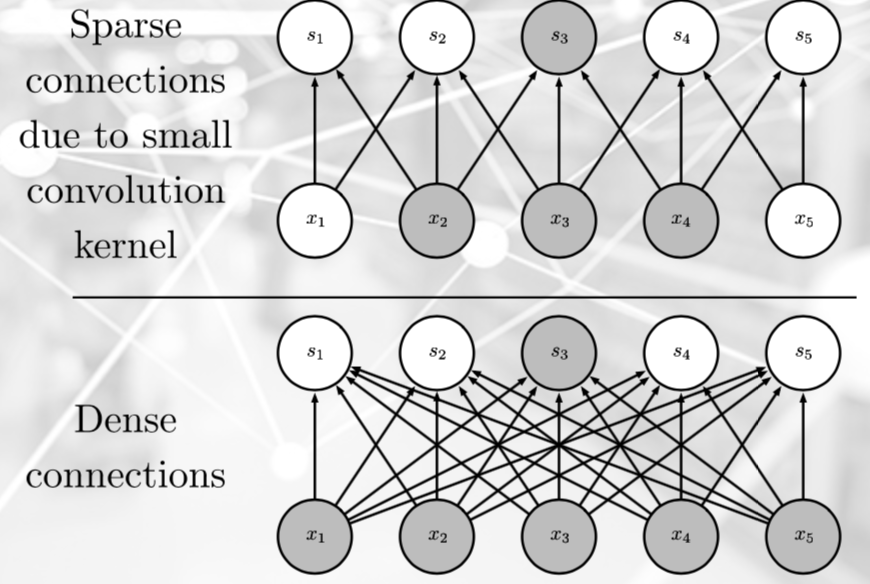 Sparse
connections
due to small
convolution
kernel
s₁ s₂ s₃ s₄ s₅
x₁ x₂ x₃ x₄ x₅
Dense
connections
s₁ s₂ s₃ s₄ s₅
x₁ x₂ x₃ x₄ x₅